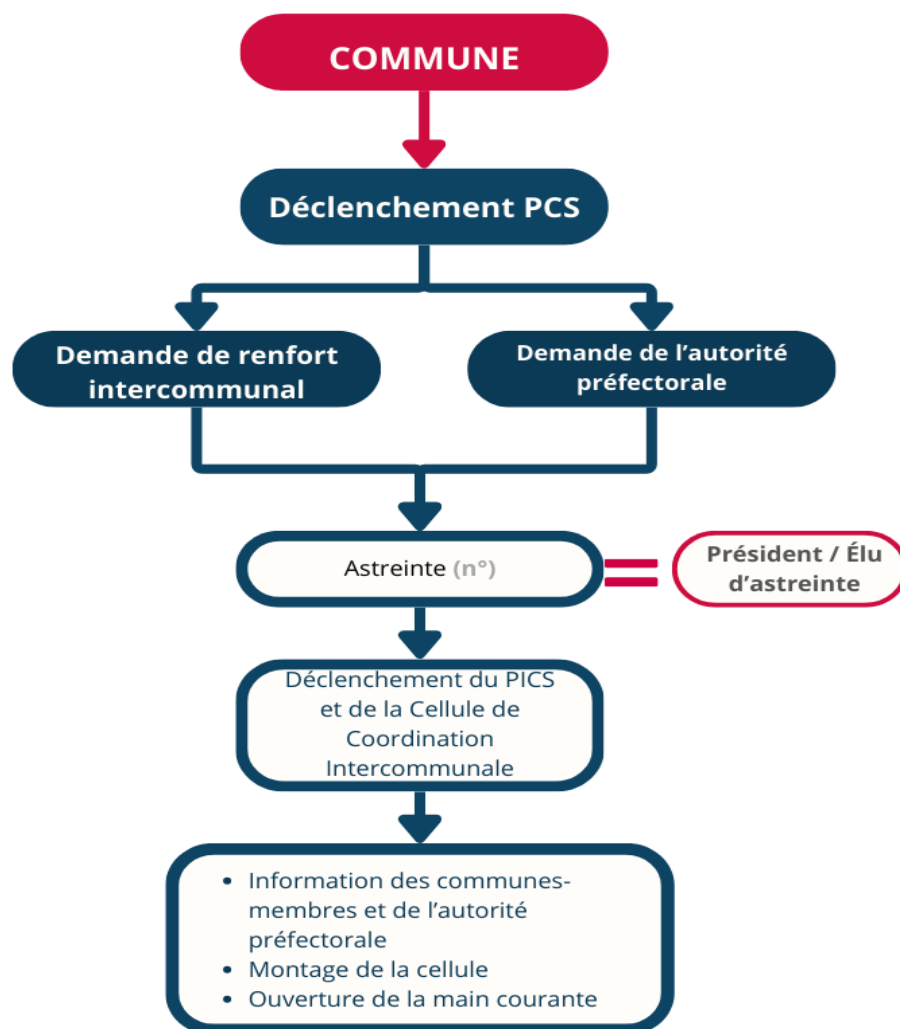 COMMUNE
Déclenchement PCS
Demande de renfort
intercommunal
Demande de l’autorité
préfectorale
Astreinte (n°)
Président / Élu
d’astreinte
Déclenchement du PICS
et de la Cellule de
Coordination
Intercommunale
• Information des communes-
membres et de l’autorité
préfectorale
• Montage de la cellule
• Ouverture de la main courante